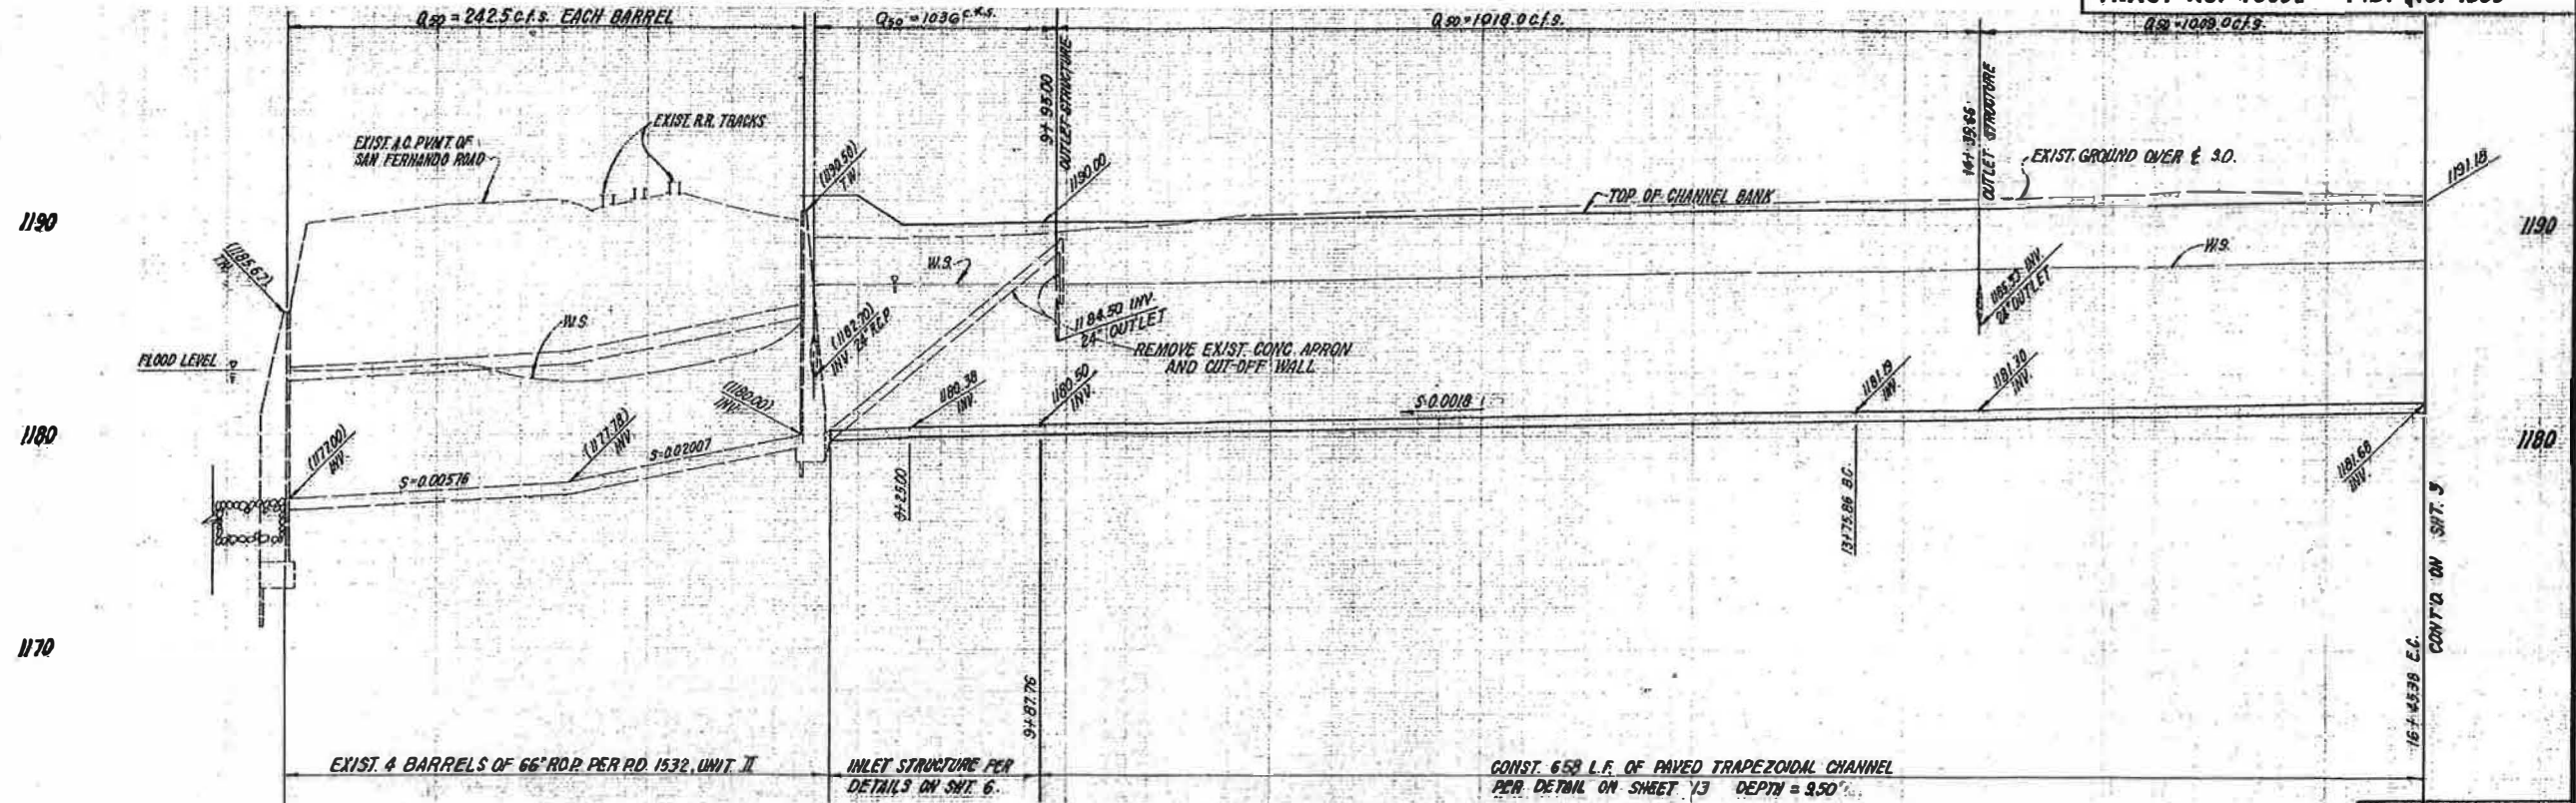 Q50 = 242.5 c.f.s. EACH BARREL
Q50 = 1036 c.f.s.
Q50 = 1018.0 c.f.s.
Q50 = 1009.0 c.f.s.
EXIST. A.C. PVMT. OF
SAN FERNANDO ROAD
EXIST. R.R. TRACKS
(1190.50)
T.W.
9+95.00
OUTLET STRUCTURE
1190.00
TOP OF CHANNEL BANK
14+39.66
OUTLET STRUCTURE
EXIST. GROUND OVER ℄ S.D.
1191.18
1190
1190
(1185.67)
T.W.
W.S.
W.S.
W.S.
FLOOD LEVEL
(1182.70)
INV. 24" R.C.P.
1184.50 INV.
24" OUTLET
REMOVE EXIST. CONC. APRON
AND CUT-OFF WALL
INV.
24" OUTLET
1180
(1177.00)
INV.
S=0.00576
(1177.78)
INV.
S=0.02007
(1180.00)
INV.
1180.38
INV.
1180.50
INV.
S=0.0018
1181.19
INV.
1181.30
INV.
1181.68
INV.
1180
9+25.00
13+75.86 B.C.
CONT'D ON SHT. 3
1170
9+87.76
16+45.38 E.C.
EXIST. 4 BARRELS OF 66" R.C.P. PER P.D. 1532, UNIT II
INLET STRUCTURE PER
DETAILS ON SHT. 6.
CONST. 658 L.F. OF PAVED TRAPEZOIDAL CHANNEL
PER DETAIL ON SHEET 13 DEPTH = 9.50'